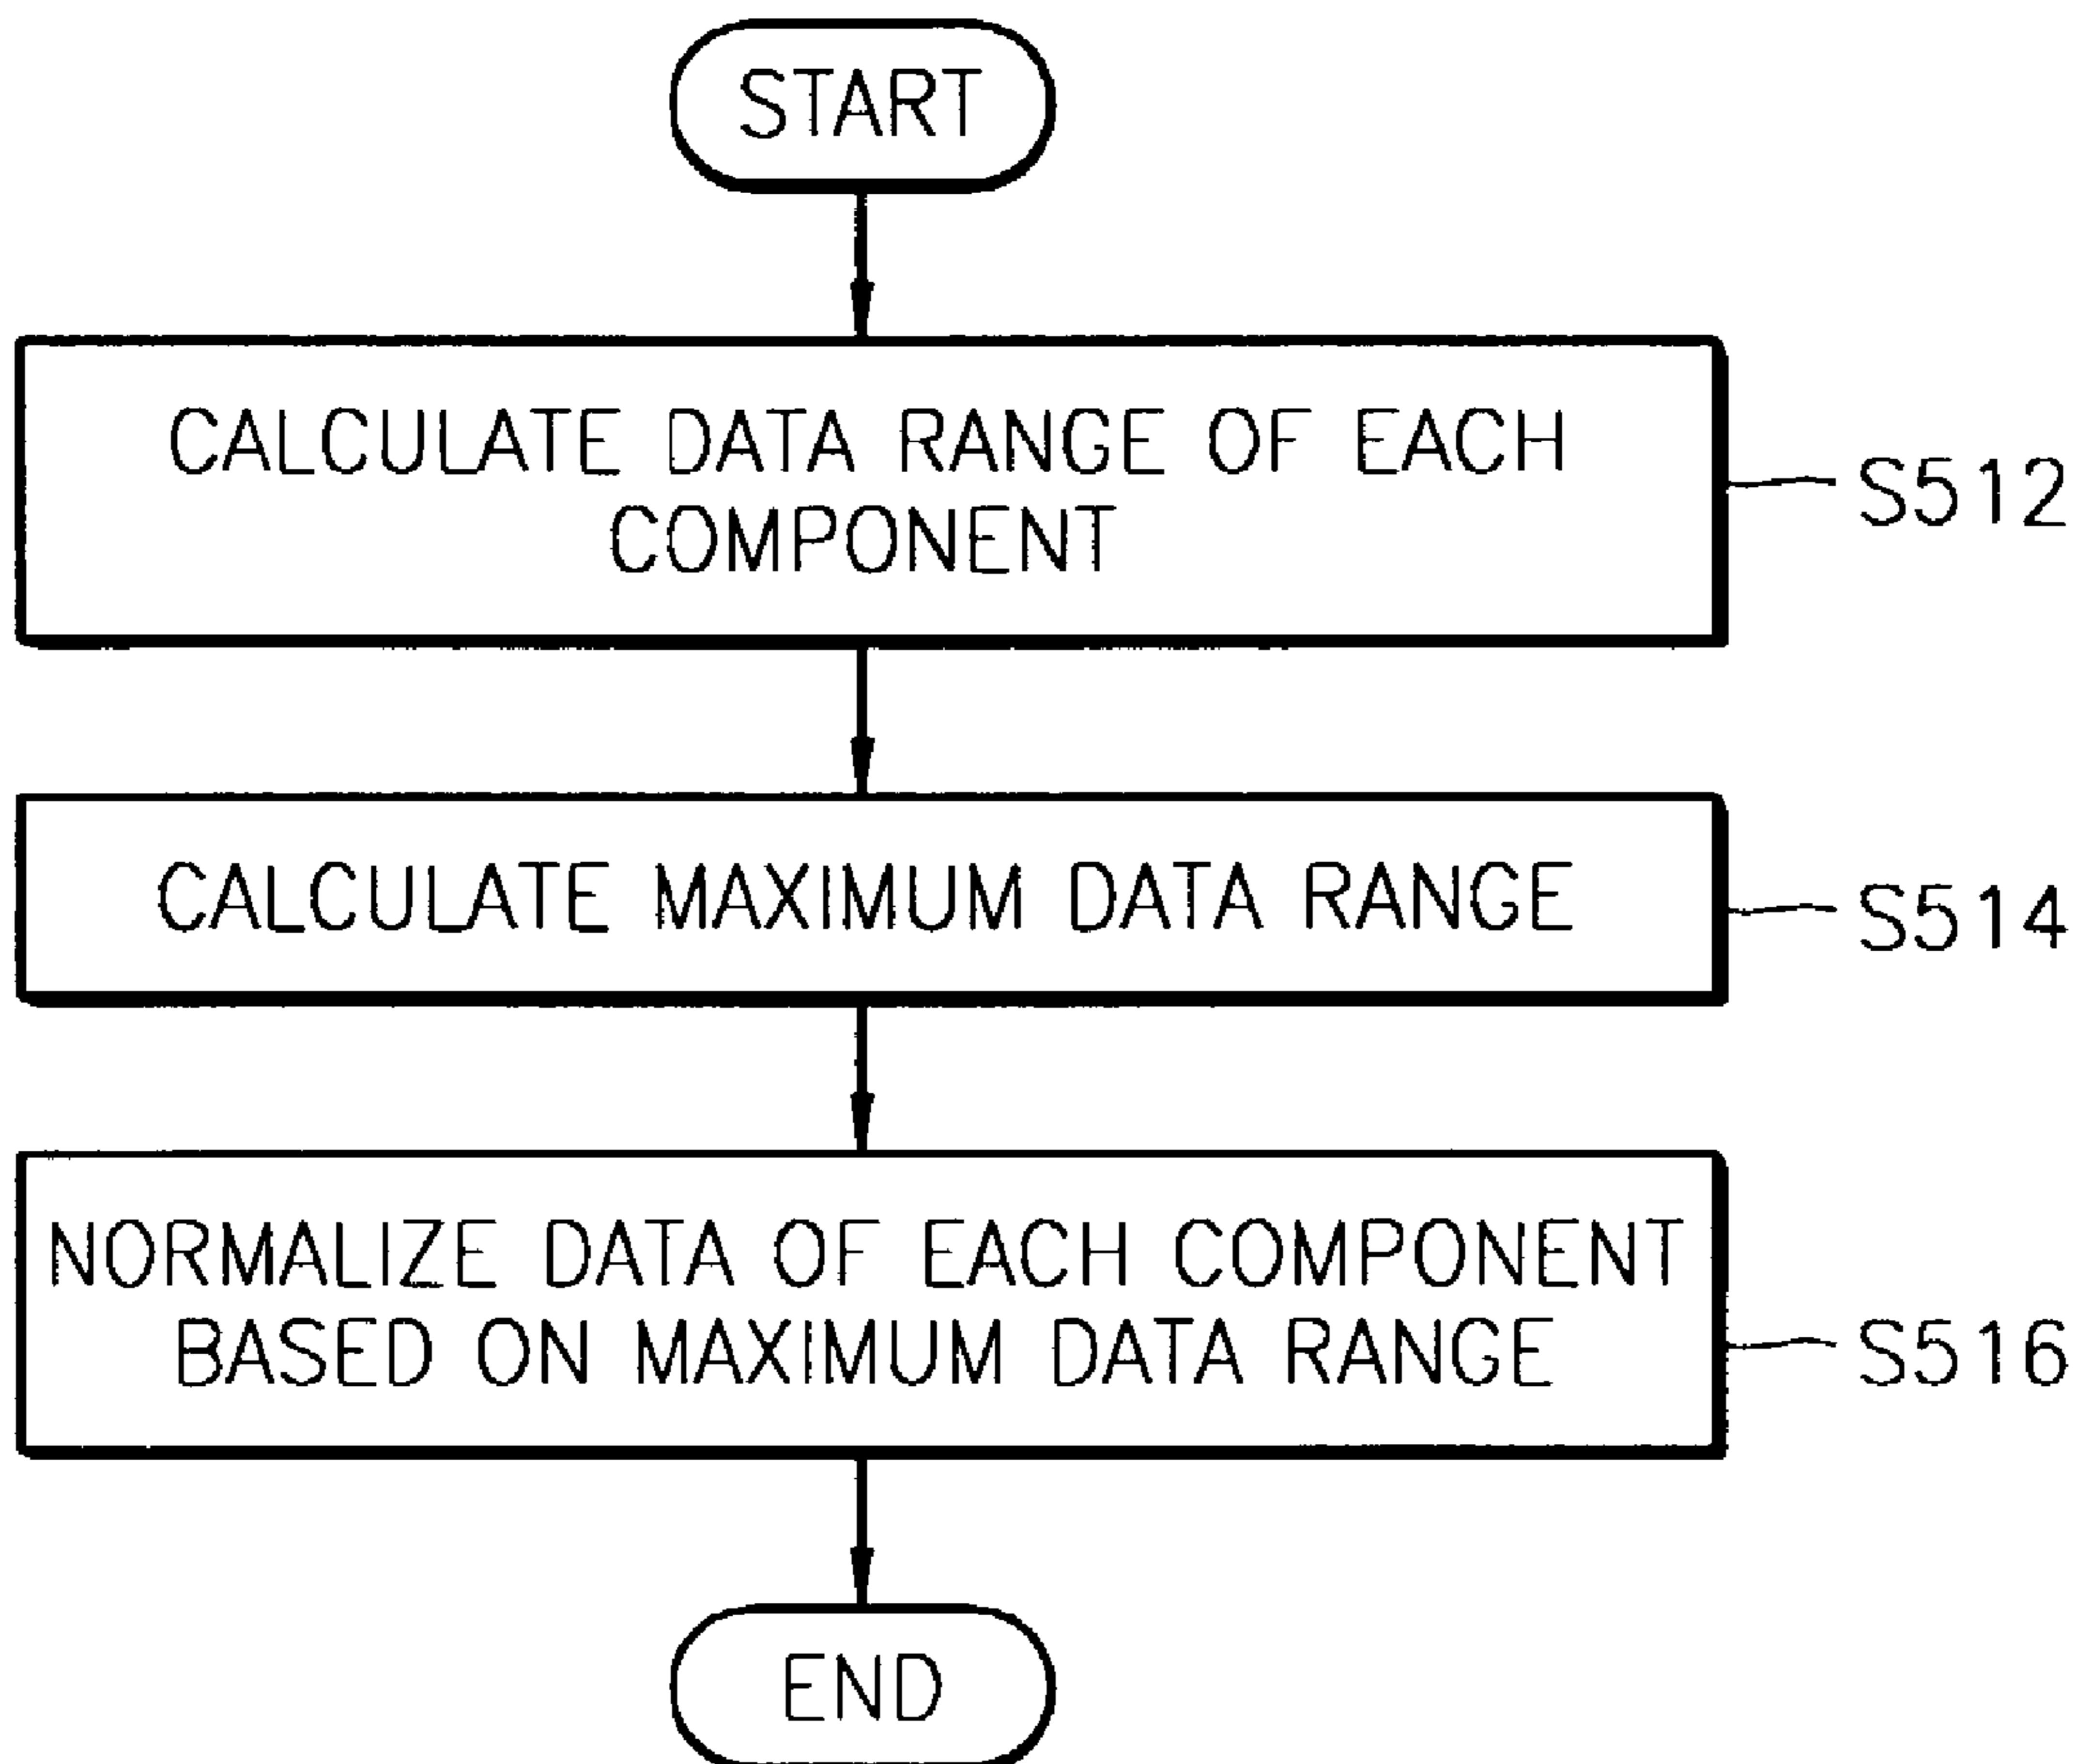 START
CALCULATE DATA RANGE OF EACH
COMPONENT
S512
CALCULATE MAXIMUM DATA RANGE
S514
NORMALIZE DATA OF EACH COMPONENT
BASED ON MAXIMUM DATA RANGE
S516
END